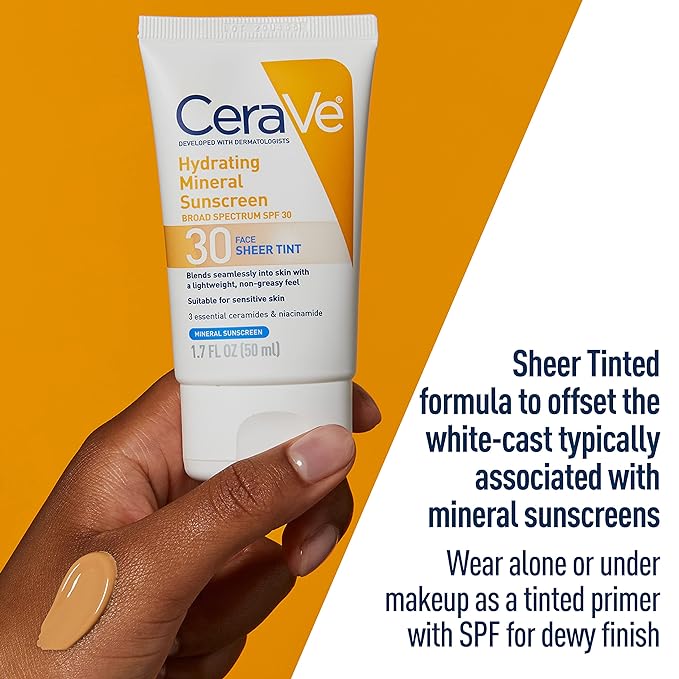 CeraVe®
DEVELOPED WITH DERMATOLOGISTS
Hydrating
Mineral
Sunscreen
BROAD SPECTRUM SPF 30
30 FACE
SHEER TINT
Blends seamlessly into skin with
a lightweight, non-greasy feel
Suitable for sensitive skin
3 essential ceramides & niacinamide
MINERAL SUNSCREEN
1.7 FL OZ (50 ml)
Sheer Tinted
formula to offset the
white-cast typically
associated with
mineral sunscreens
Wear alone or under
makeup as a tinted primer
with SPF for dewy finish